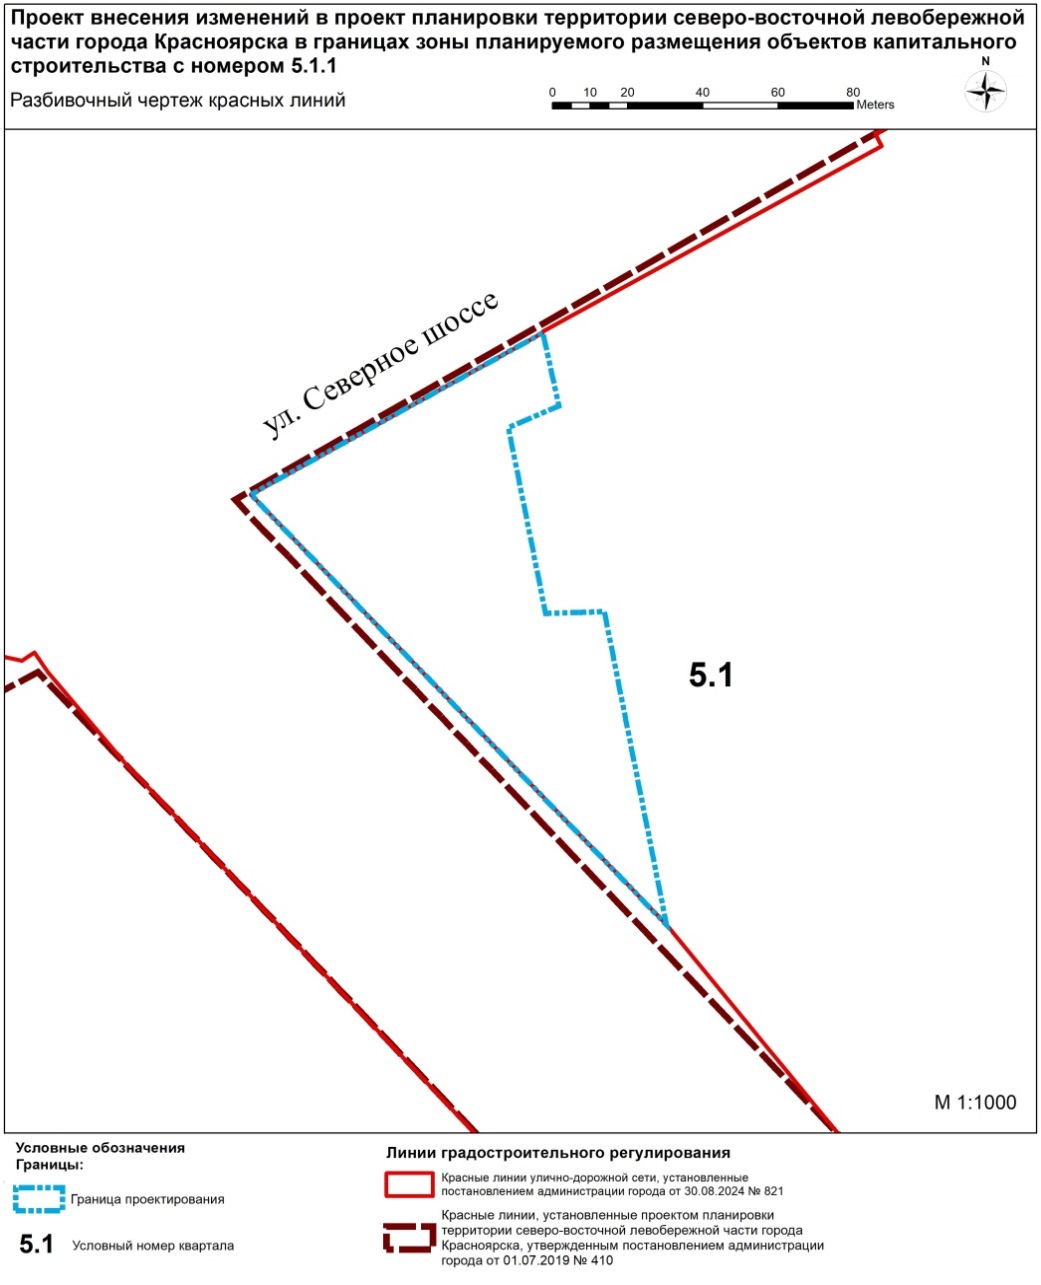 Проект внесения изменений в проект планировки территории северо-восточной левобережной
части города Красноярска в границах зоны планируемого размещения объектов капитального
строительства с номером 5.1.1
N
Разбивочный чертеж красных линий
0 10 20 40 60 80
Meters
ул. Северное шоссе
5.1
М 1:1000
Условные обозначения
Границы:
Граница проектирования
5.1 Условный номер квартала
Линии градостроительного регулирования
Красные линии улично-дорожной сети, установленные
постановлением администрации города от 30.08.2024 № 821
Красные линии, установленные проектом планировки
территории северо-восточной левобережной части города
Красноярска, утвержденным постановлением администрации
города от 01.07.2019 № 410